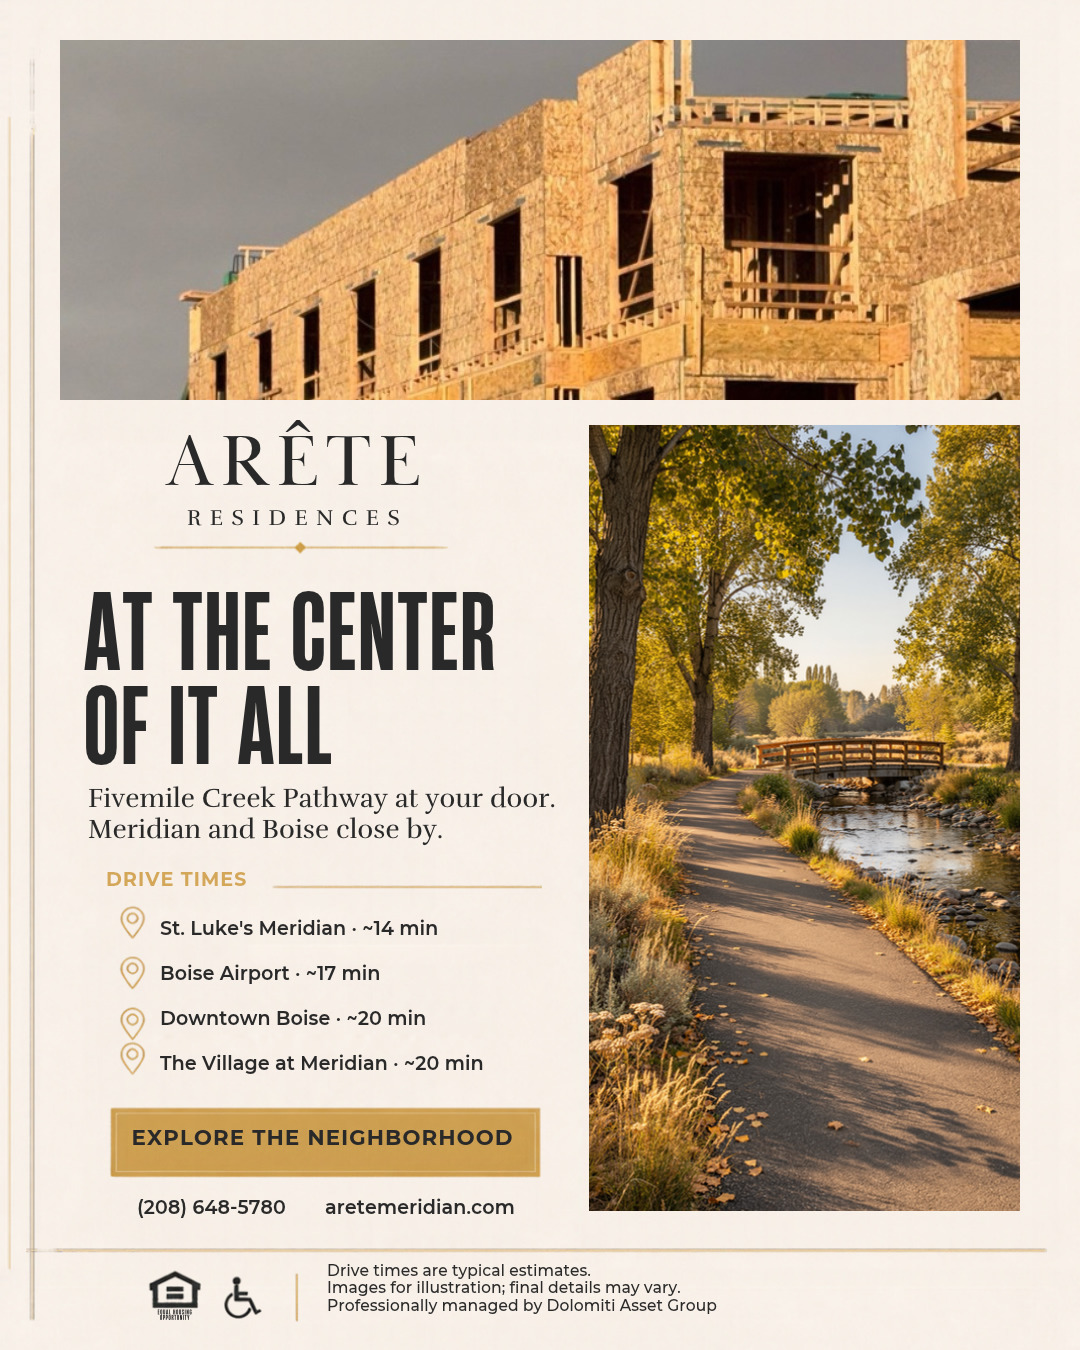 ARÊTE
RESIDENCES
AT THE CENTER
OF IT ALL
Fivemile Creek Pathway at your door.
Meridian and Boise close by.
DRIVE TIMES
St. Luke's Meridian · ~14 min
Boise Airport · ~17 min
Downtown Boise · ~20 min
The Village at Meridian · ~20 min
EXPLORE THE NEIGHBORHOOD
(208) 648-5780 aretemeridian.com
EQUAL HOUSING
OPPORTUNITY
Drive times are typical estimates.
Images for illustration; final details may vary.
Professionally managed by Dolomiti Asset Group